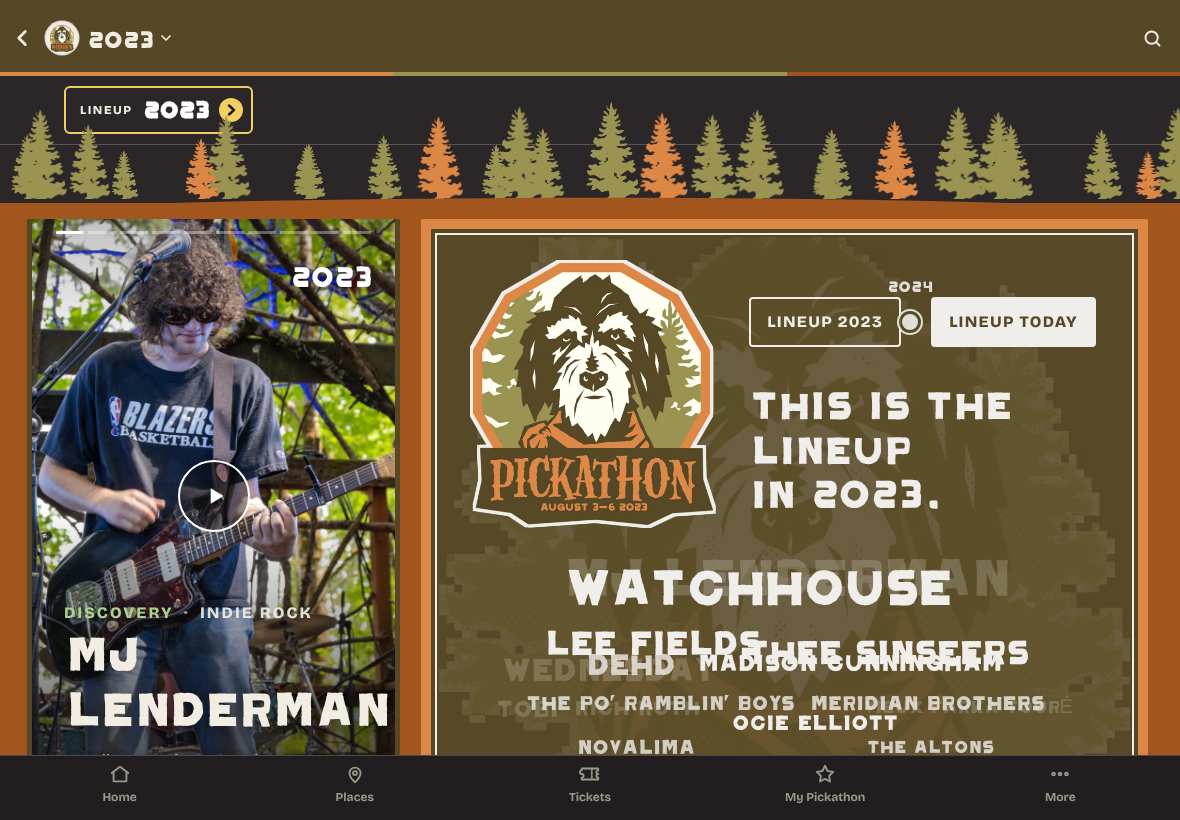 2023
LINEUP 2023
2023
BLAZERS
BASKETBAL
DISCOVERY · INDIE ROCK
MJ
LENDERMAN
PICKATHON
AUGUST 3–6 2023
2024
LINEUP 2023
LINEUP TODAY
THIS IS THE
LINEUP
IN 2023.
WATCHHOUSE
LEE FIELDS THEE SINSEERS
DEHD MADISON CUNNINGHAM
THE PO' RAMBLIN' BOYS MERIDIAN BROTHERS
OCIE ELLIOTT
NOVALIMA THE ALTONS
Home
Places
Tickets
My Pickathon
More